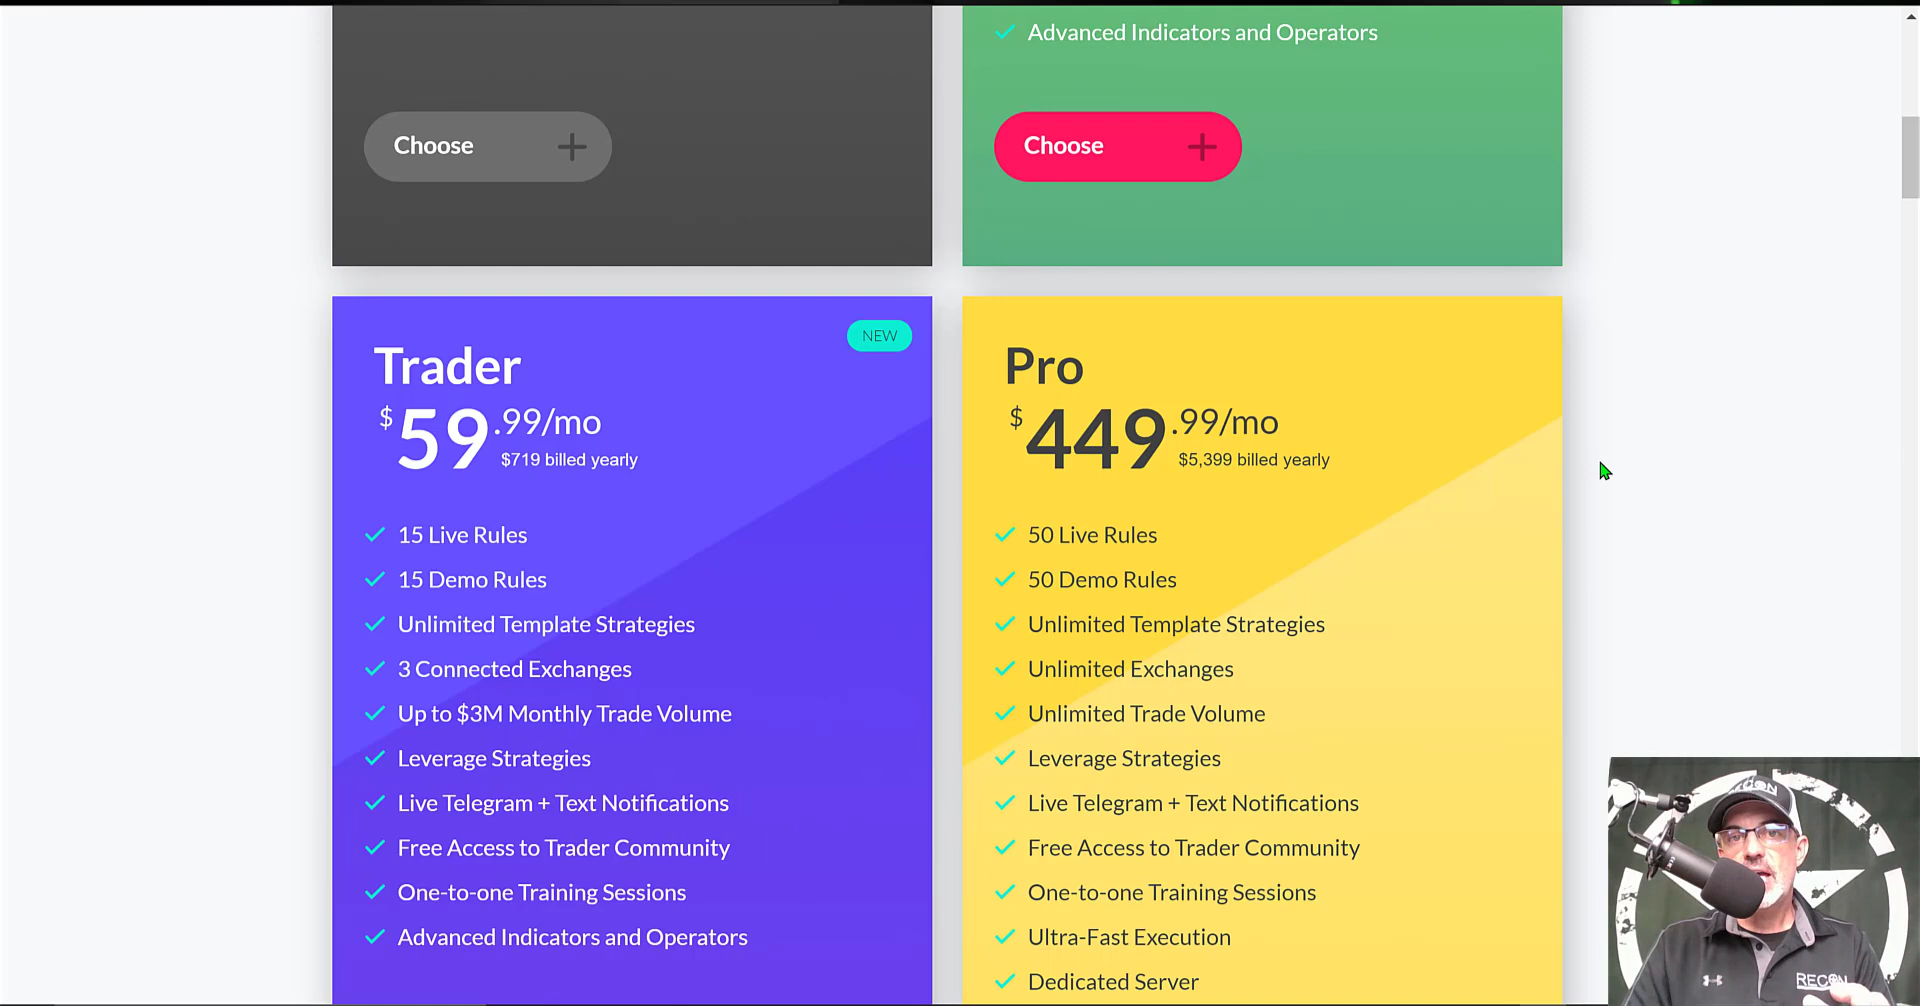 Advanced Indicators and Operators
Choose
Choose
NEW
Trader
$59.99/mo
$719 billed yearly
15 Live Rules
15 Demo Rules
Unlimited Template Strategies
3 Connected Exchanges
Up to $3M Monthly Trade Volume
Leverage Strategies
Live Telegram + Text Notifications
Free Access to Trader Community
One-to-one Training Sessions
Advanced Indicators and Operators
Pro
$449.99/mo
$5,399 billed yearly
50 Live Rules
50 Demo Rules
Unlimited Template Strategies
Unlimited Exchanges
Unlimited Trade Volume
Leverage Strategies
Live Telegram + Text Notifications
Free Access to Trader Community
One-to-one Training Sessions
Ultra-Fast Execution
Dedicated Server
RECON
RECON